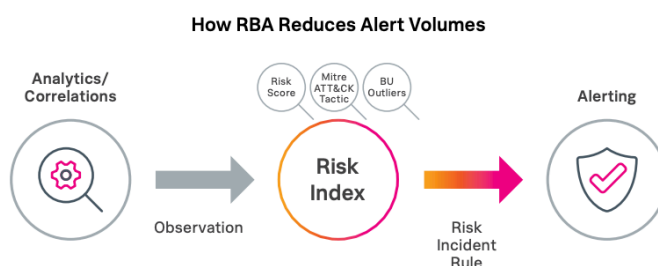 How RBA Reduces Alert Volumes
Analytics/
Correlations
Risk
Score
Mitre
ATT&CK
Tactic
BU
Outliers
Alerting
Risk
Index
Observation
Risk
Incident
Rule